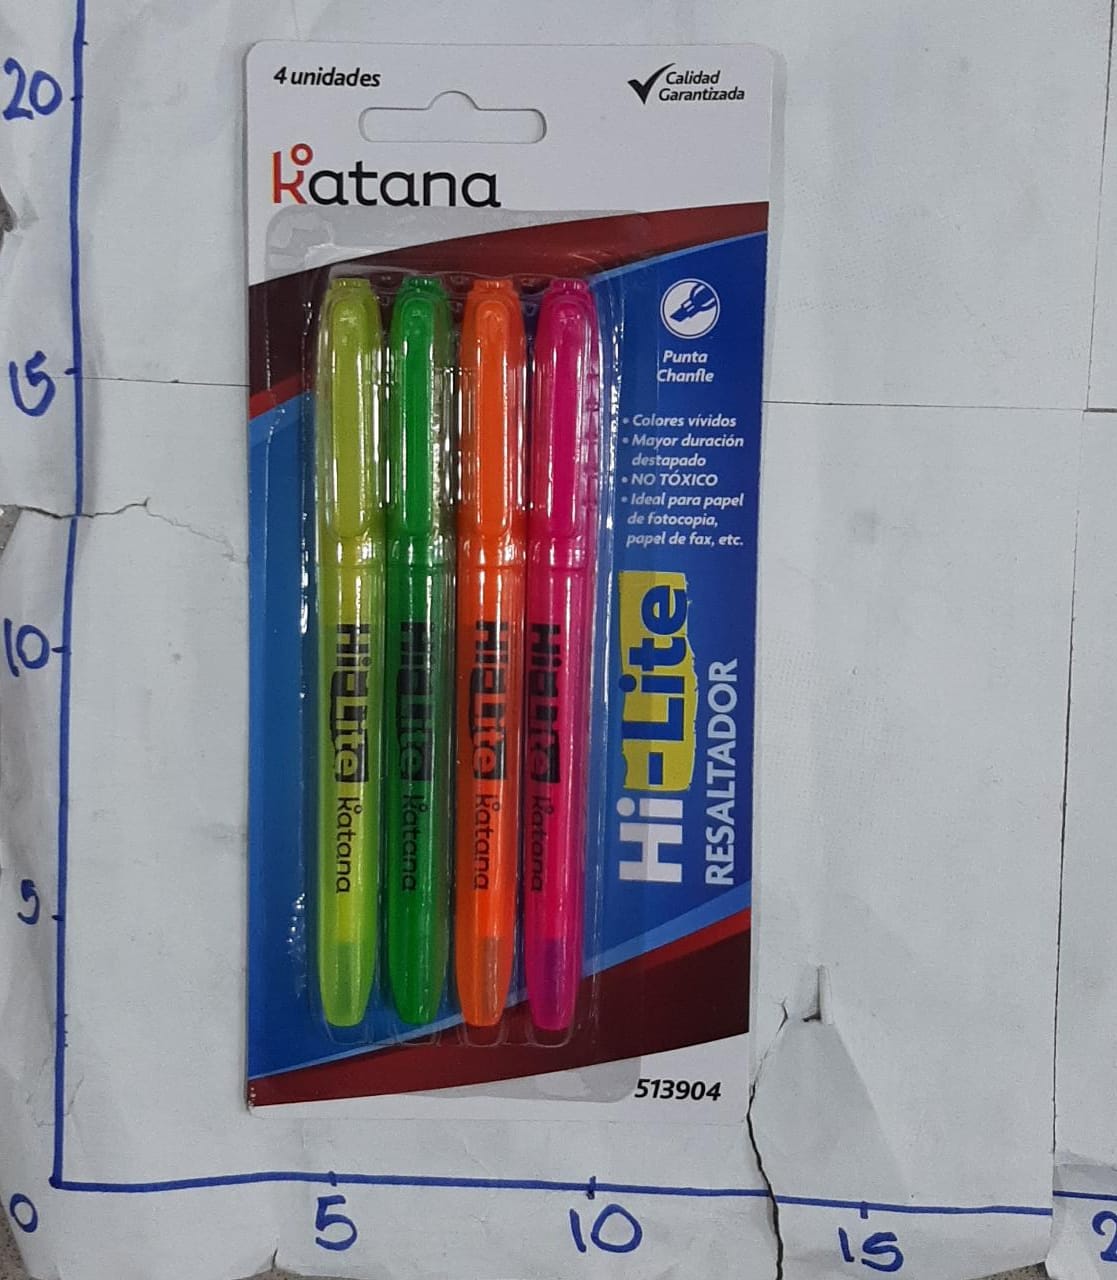 20
15
10
5
0
5
10
15
2
4 unidades
Calidad
Garantizada
katana
Punta
Chanfle
• Colores vívidos
• Mayor duración
destapado
• NO TÓXICO
• Ideal para papel
de fotocopia,
papel de fax, etc.
Hi-Lite
RESALTADOR
Hi-Lite katana
Hi-Lite katana
Hi-Lite katana
Hi-Lite katana
513904